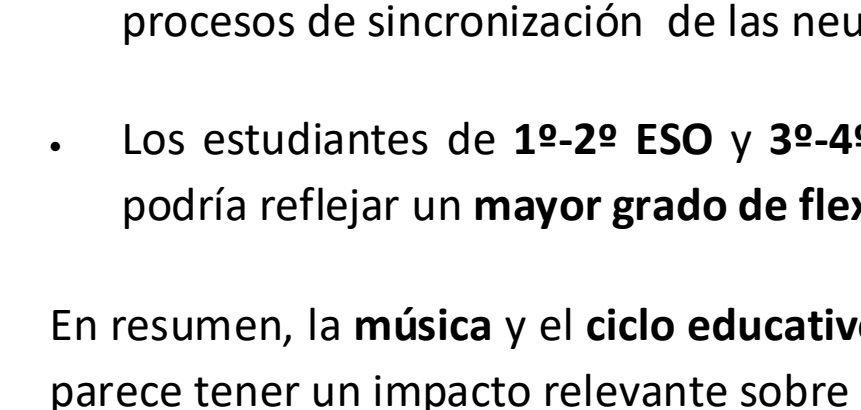 procesos de sincronización de las neu
• Los estudiantes de 1º-2º ESO y 3º-4º
podría reflejar un mayor grado de flex
En resumen, la música y el ciclo educativo
parece tener un impacto relevante sobre